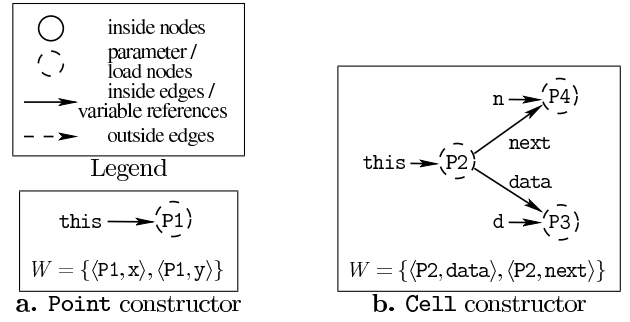 inside nodes
parameter /
load nodes
inside edges /
variable references
outside edges
Legend
this P1
W = {⟨P1,x⟩,⟨P1,y⟩}
a. Point constructor
n P4
next
this P2
data
d P3
W = {⟨P2,data⟩,⟨P2,next⟩}
b. Cell constructor